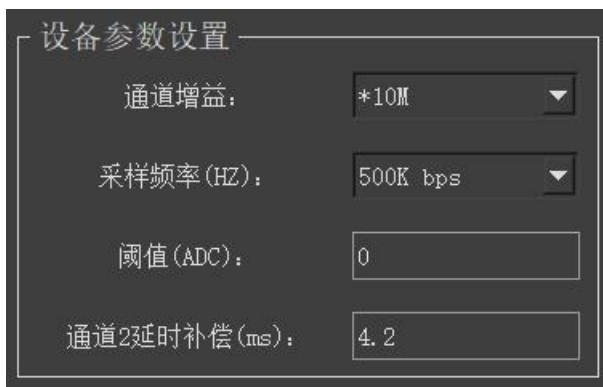 设备参数设置
通道增益: *10M
采样频率(HZ): 500K bps
阈值(ADC): 0
通道2延时补偿(ms): 4.2